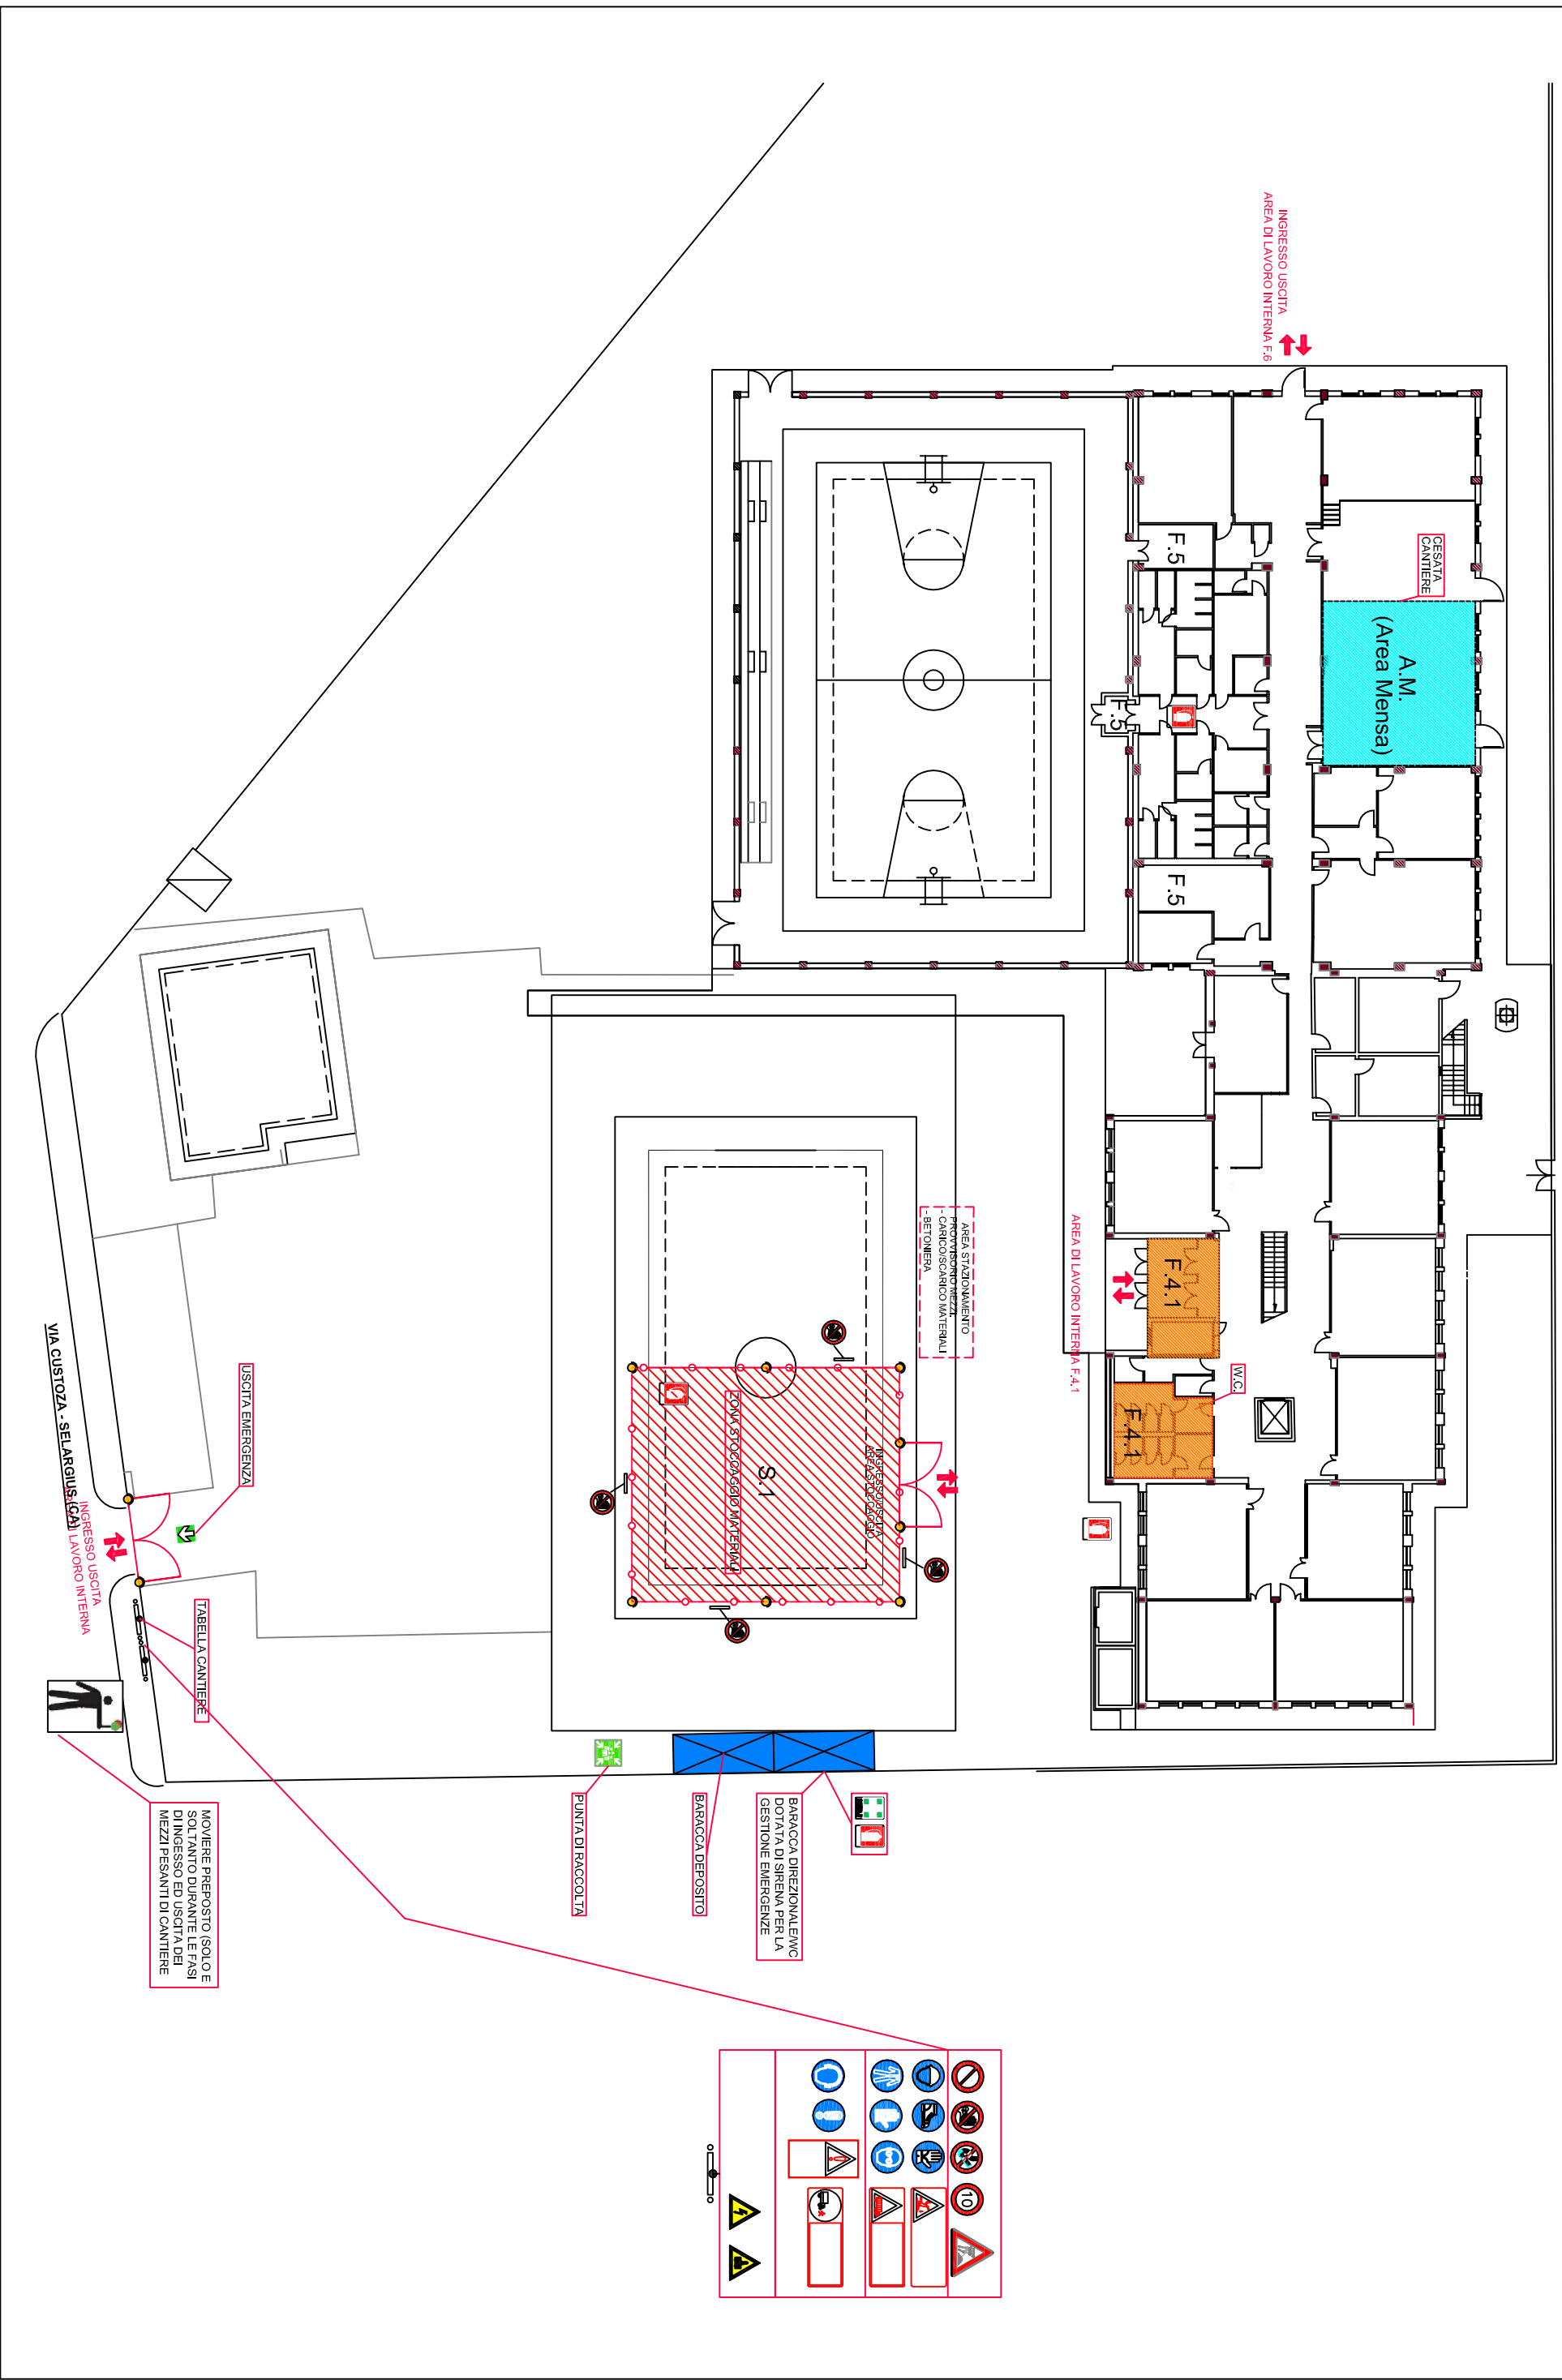 INGRESSO USCITA
AREA DI LAVORO INTERNA F.6
CESATA
CANTIERE
A.M.
(Area Mensa)
F.5
F.5
F.5
AREA STAZIONAMENTO
PROVVISORIO MEZZI:
- CARICO/SCARICO MATERIALI
- BETONIERA
AREA DI LAVORO INTERNA F.4.1
F.4.1
W.C.
F.4.1
INGRESSO/USCITA
AREA STOCCAGGIO
S.1
ZONA STOCCAGGIO MATERIALI
USCITA EMERGENZA
VIA CUSTOZA - SELARGIUS (CA)
INGRESSO USCITA
LAVORO INTERNA
TABELLA CANTIERE
MOVIERE PREPOSTO (SOLO E
SOLTANTO DURANTE LE FASI
DI INGRESSO ED USCITA DEI
MEZZI PESANTI DI CANTIERE
PUNTA DI RACCOLTA
BARACCA DEPOSITO
BARACCA DIREZIONALE/WC
DOTATA DI SIRENA PER LA
GESTIONE EMERGENZE
10